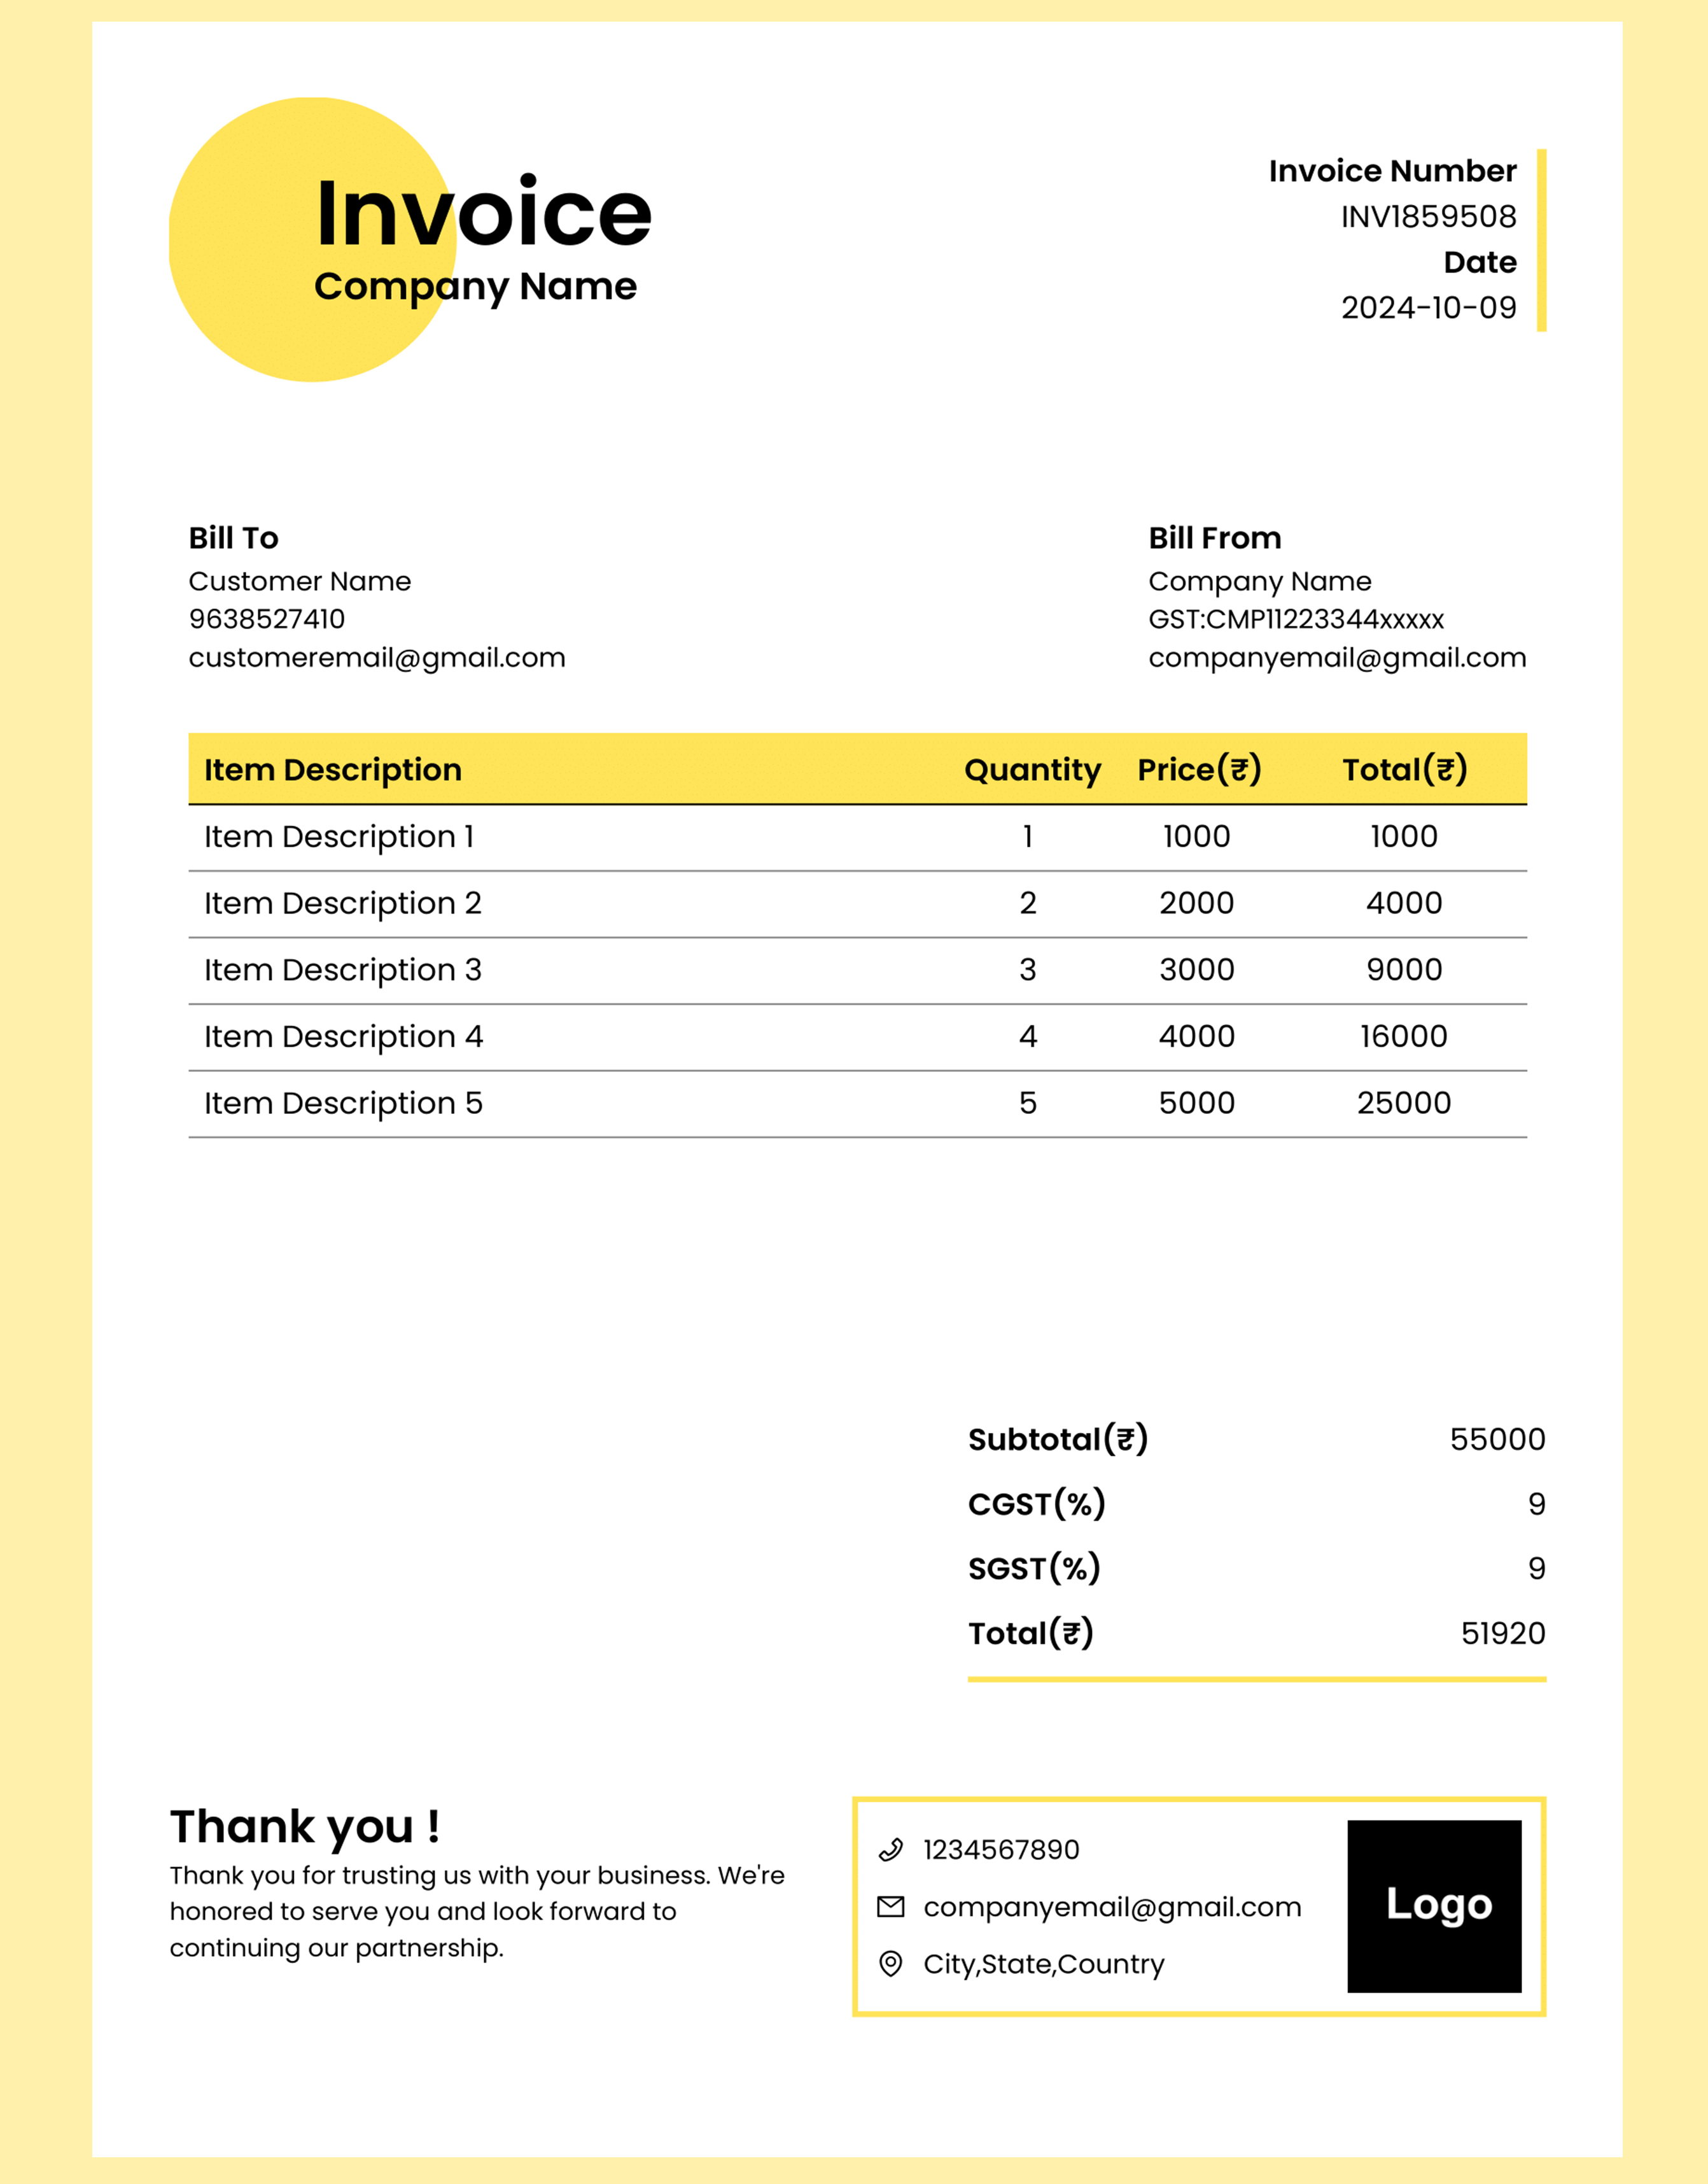 Invoice
Company Name
Invoice Number
INV1859508
Date
2024-10-09
Bill To
Customer Name
9638527410
customeremail@gmail.com
Bill From
Company Name
GST:CMP11223344xxxxx
companyemail@gmail.com
Item Description Quantity Price(₹) Total(₹)
Item Description 1 1 1000 1000
Item Description 2 2 2000 4000
Item Description 3 3 3000 9000
Item Description 4 4 4000 16000
Item Description 5 5 5000 25000
Subtotal(₹) 55000
CGST(%) 9
SGST(%) 9
Total(₹) 51920
Thank you !
Thank you for trusting us with your business. We're
honored to serve you and look forward to
continuing our partnership.
1234567890
companyemail@gmail.com
City,State,Country
Logo